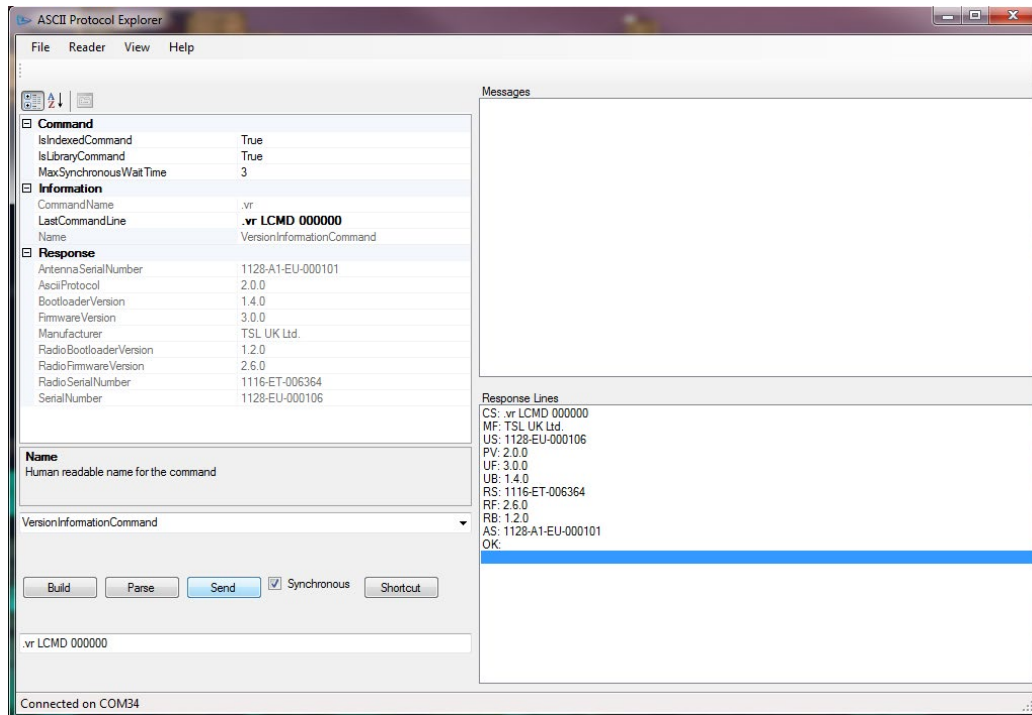 ASCII Protocol Explorer
File Reader View Help
Command
IsIndexedCommand True
IsLibraryCommand True
MaxSynchronousWaitTime 3
Information
CommandName .vr
LastCommandLine .vr LCMD 000000
Name VersionInformationCommand
Response
AntennaSerialNumber 1128-A1-EU-000101
AsciiProtocol 2.0.0
BootloaderVersion 1.4.0
FirmwareVersion 3.0.0
Manufacturer TSL UK Ltd.
RadioBootloaderVersion 1.2.0
RadioFirmwareVersion 2.6.0
RadioSerialNumber 1116-ET-006364
SerialNumber 1128-EU-000106
Name
Human readable name for the command
VersionInformationCommand
Build Parse Send Synchronous Shortcut
.vr LCMD 000000
Messages
Response Lines
CS: .vr LCMD 000000
MF: TSL UK Ltd.
US: 1128-EU-000106
PV: 2.0.0
UF: 3.0.0
UB: 1.4.0
RS: 1116-ET-006364
RF: 2.6.0
RB: 1.2.0
AS: 1128-A1-EU-000101
OK:
Connected on COM34